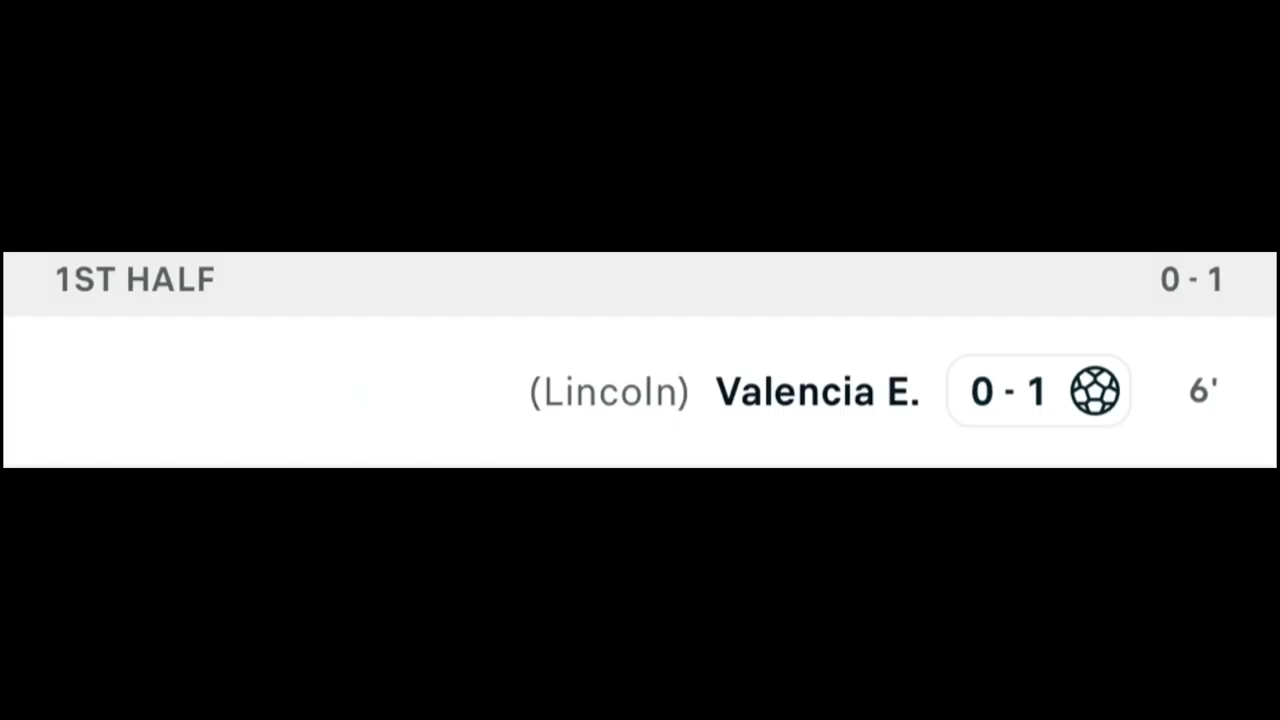 1ST HALF 0 - 1
(Lincoln) Valencia E. 0 - 1 6'